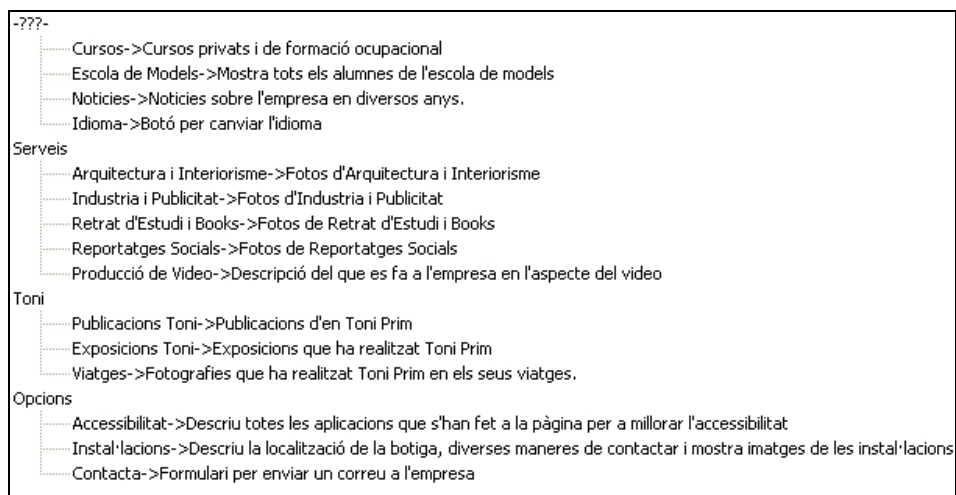 -???-
Cursos->Cursos privats i de formació ocupacional
Escola de Models->Mostra tots els alumnes de l'escola de models
Noticies->Noticies sobre l'empresa en diversos anys.
Idioma->Botó per canviar l'idioma
Serveis
Arquitectura i Interiorisme->Fotos d'Arquitectura i Interiorisme
Industria i Publicitat->Fotos d'Industria i Publicitat
Retrat d'Estudi i Books->Fotos de Retrat d'Estudi i Books
Reportatges Socials->Fotos de Reportatges Socials
Producció de Video->Descripció del que es fa a l'empresa en l'aspecte del video
Toni
Publicacions Toni->Publicacions d'en Toni Prim
Exposicions Toni->Exposicions que ha realitzat Toni Prim
Viatges->Fotografies que ha realitzat Toni Prim en els seus viatges.
Opcions
Accessibilitat->Descriu totes les aplicacions que s'han fet a la pàgina per a millorar l'accessibilitat
Instal·lacions->Descriu la localització de la botiga, diverses maneres de contactar i mostra imatges de les instal·lacions
Contacta->Formulari per enviar un correu a l'empresa